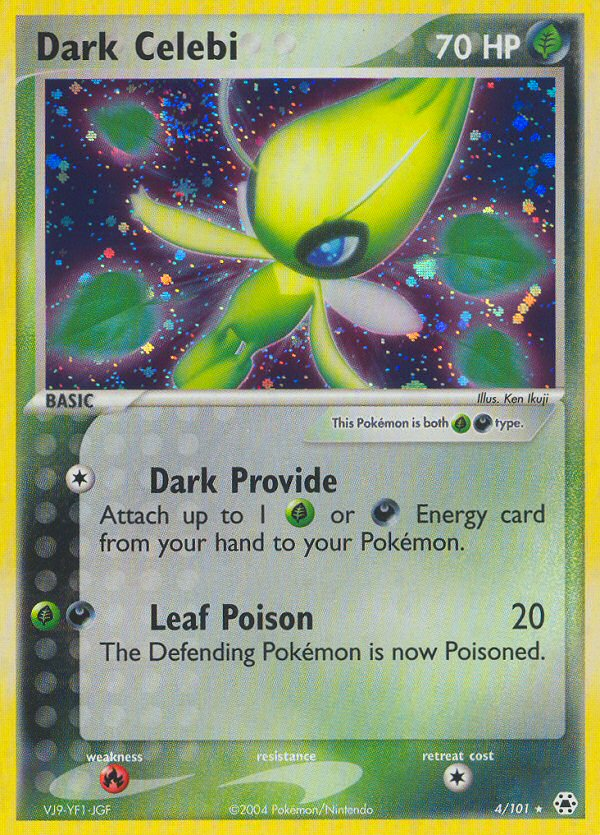 Dark Celebi 70 HP
BASIC
Illus. Ken Ikuji
This Pokémon is both type.
Dark Provide
Attach up to 1 or Energy card
from your hand to your Pokémon.
Leaf Poison 20
The Defending Pokémon is now Poisoned.
weakness resistance retreat cost
VJ9-YF1-JGF ©2004 Pokémon/Nintendo 4/101 ★